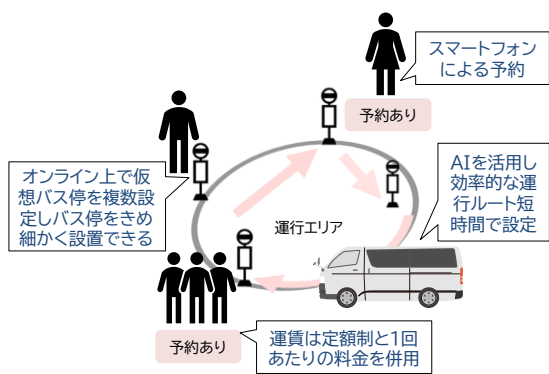 スマートフォン
による予約
予約あり
オンライン上で仮
想バス停を複数設
定しバス停をきめ
細かく設置できる
AIを活用し
効率的な運
行ルート短
時間で設定
運行エリア
予約あり
運賃は定額制と1回
あたりの料金を併用